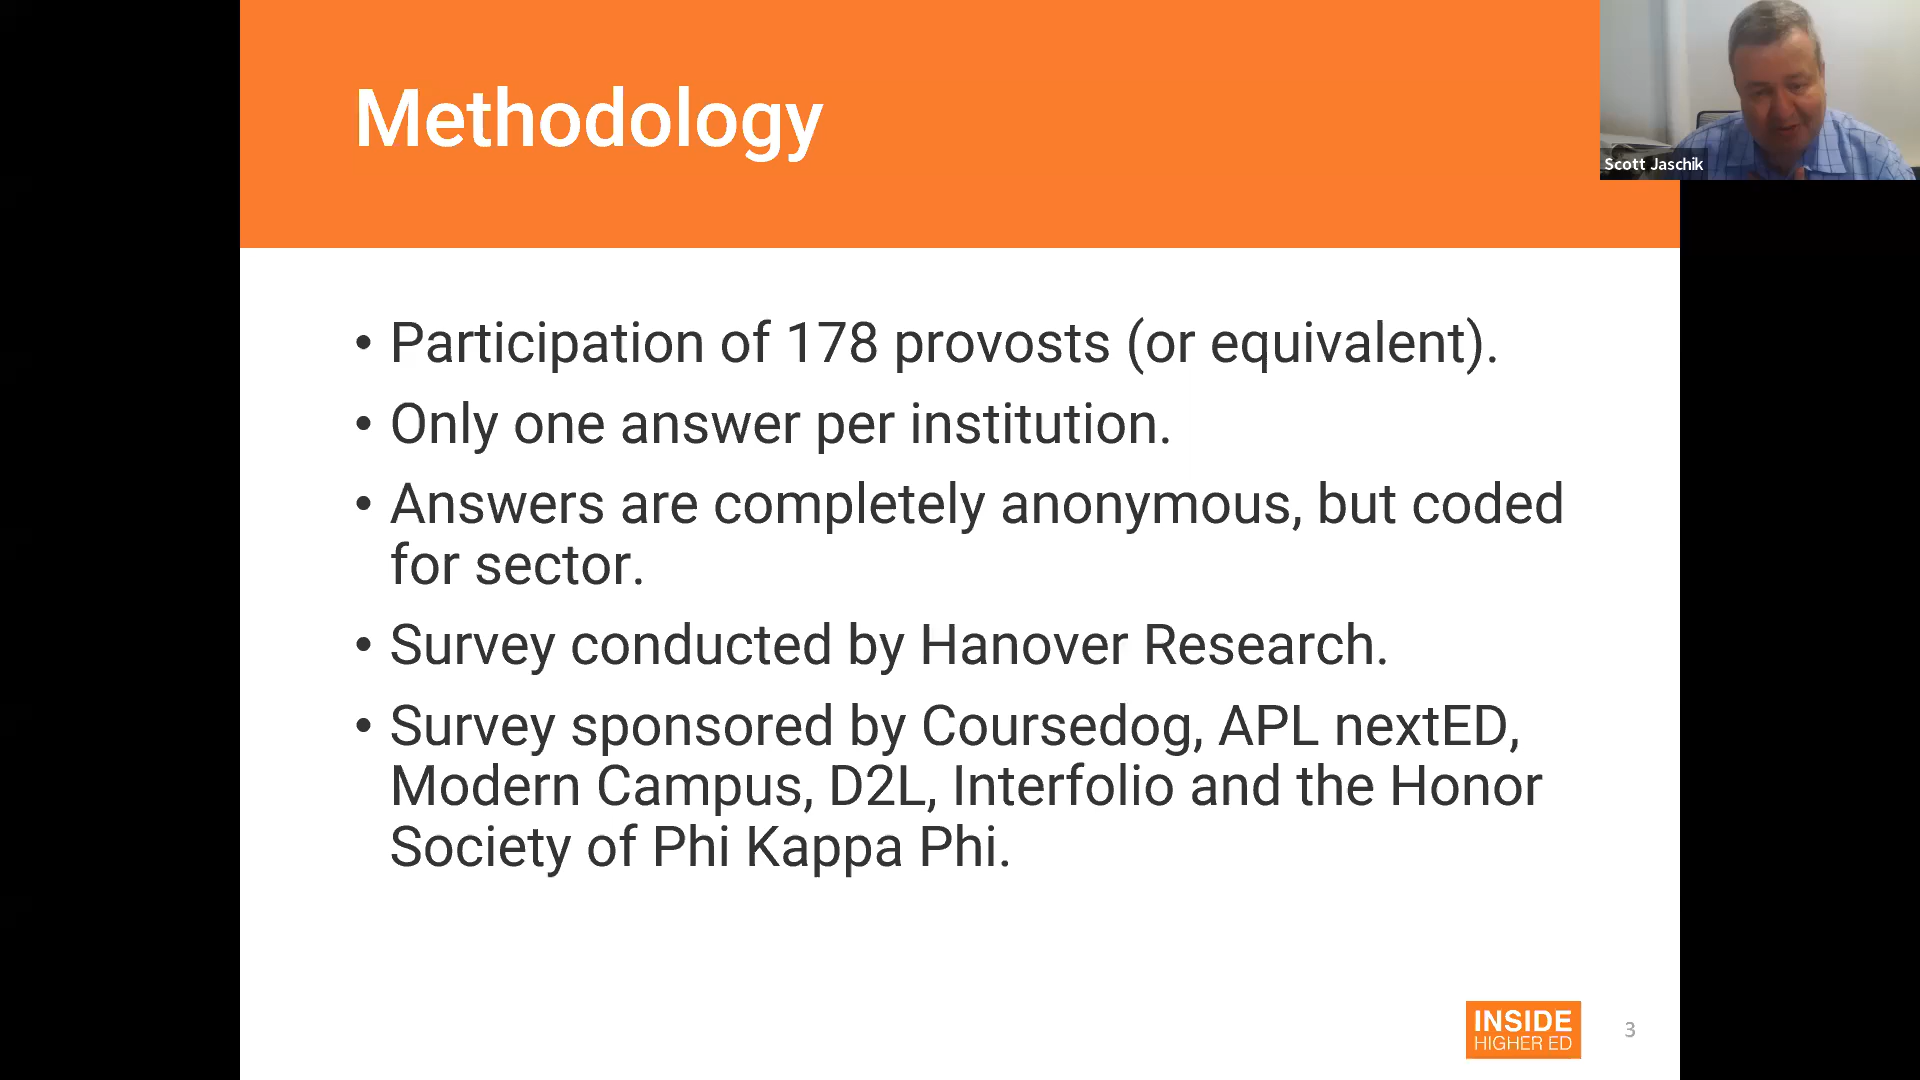 Methodology
Scott Jaschik
• Participation of 178 provosts (or equivalent).
• Only one answer per institution.
• Answers are completely anonymous, but coded
for sector.
• Survey conducted by Hanover Research.
• Survey sponsored by Coursedog, APL nextED,
Modern Campus, D2L, Interfolio and the Honor
Society of Phi Kappa Phi.
INSIDE
HIGHER ED
3